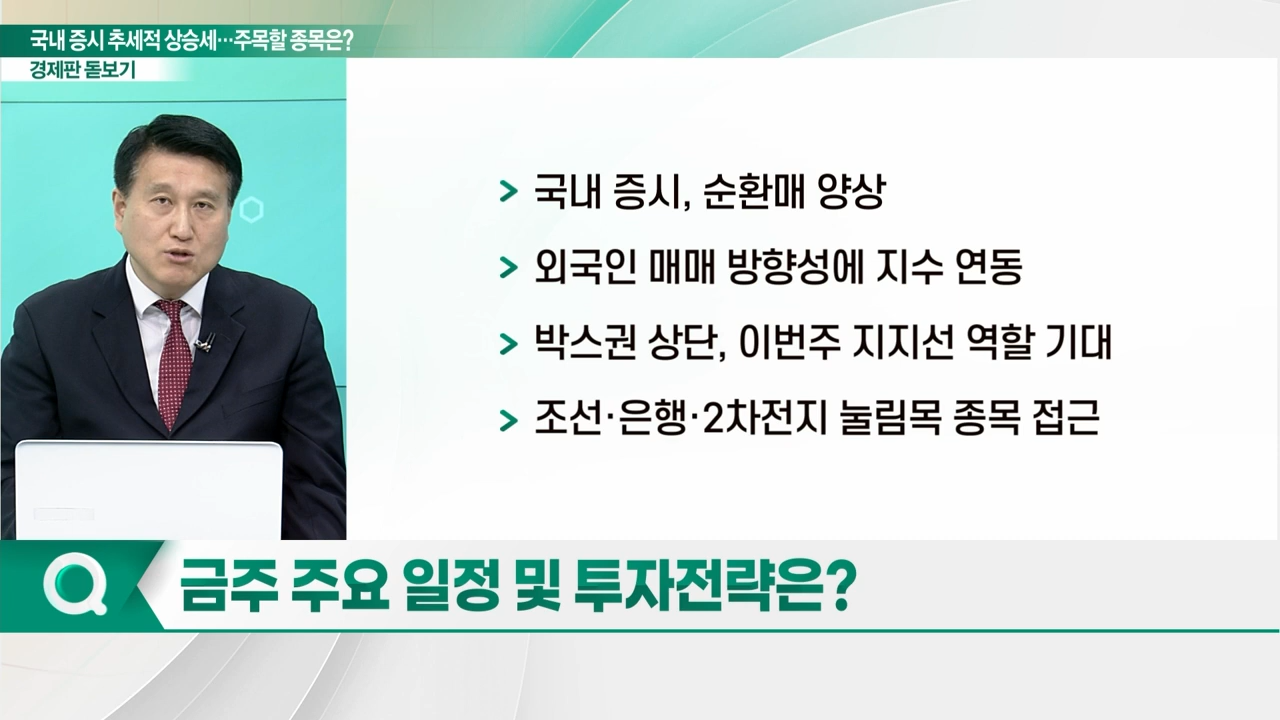 국내 증시 추세적 상승세…주목할 종목은?
경제판 돋보기
> 국내 증시, 순환매 양상
> 외국인 매매 방향성에 지수 연동
> 박스권 상단, 이번주 지지선 역할 기대
> 조선·은행·2차전지 눌림목 종목 접근
Q 금주 주요 일정 및 투자전략은?